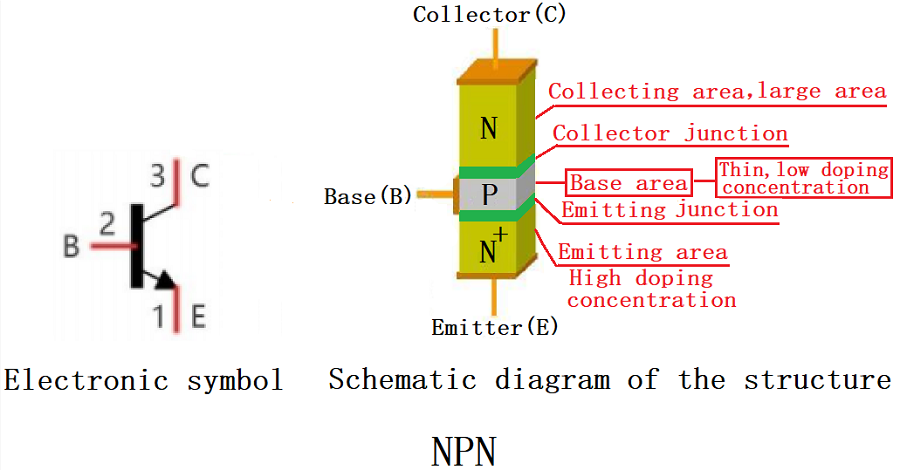 Collector(C)
Collecting area,large area
N
Collector junction
3 C
Thin,low doping
concentration
Base area
Base(B)
P
2
B
Emitting junction
N+
Emitting area
High doping
concentration
1 E
Emitter(E)
Electronic symbol
Schematic diagram of the structure
NPN